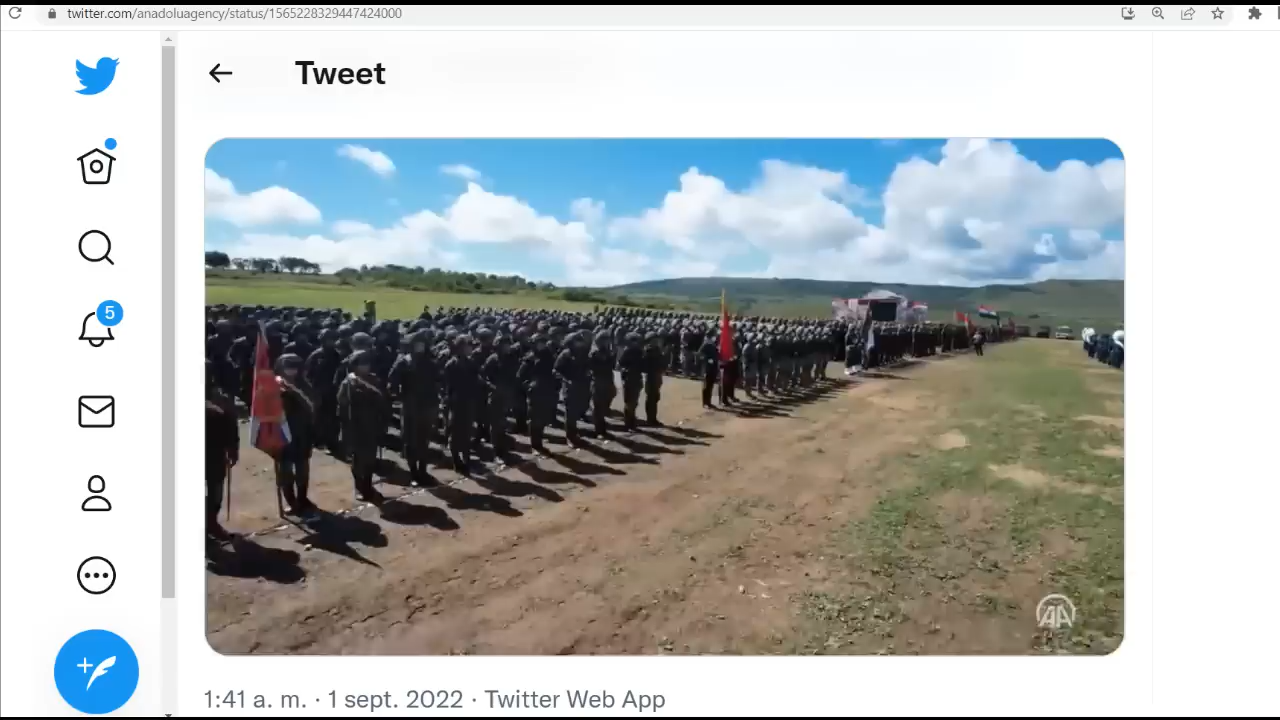 twitter.com/anadoluagency/status/1565228329447424000
Tweet
5
AA
1:41 a. m. · 1 sept. 2022 · Twitter Web App